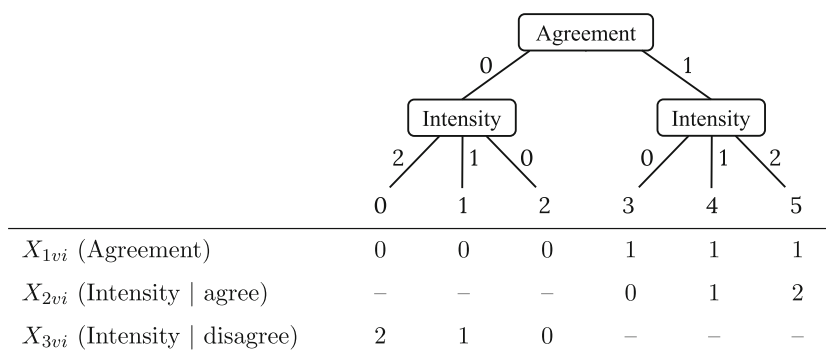 Agreement
0 1
Intensity Intensity
2 1 0 0 1 2
0 1 2 3 4 5
X1vi (Agreement) 0 0 0 1 1 1
X2vi (Intensity | agree) – – – 0 1 2
X3vi (Intensity | disagree) 2 1 0 – – –